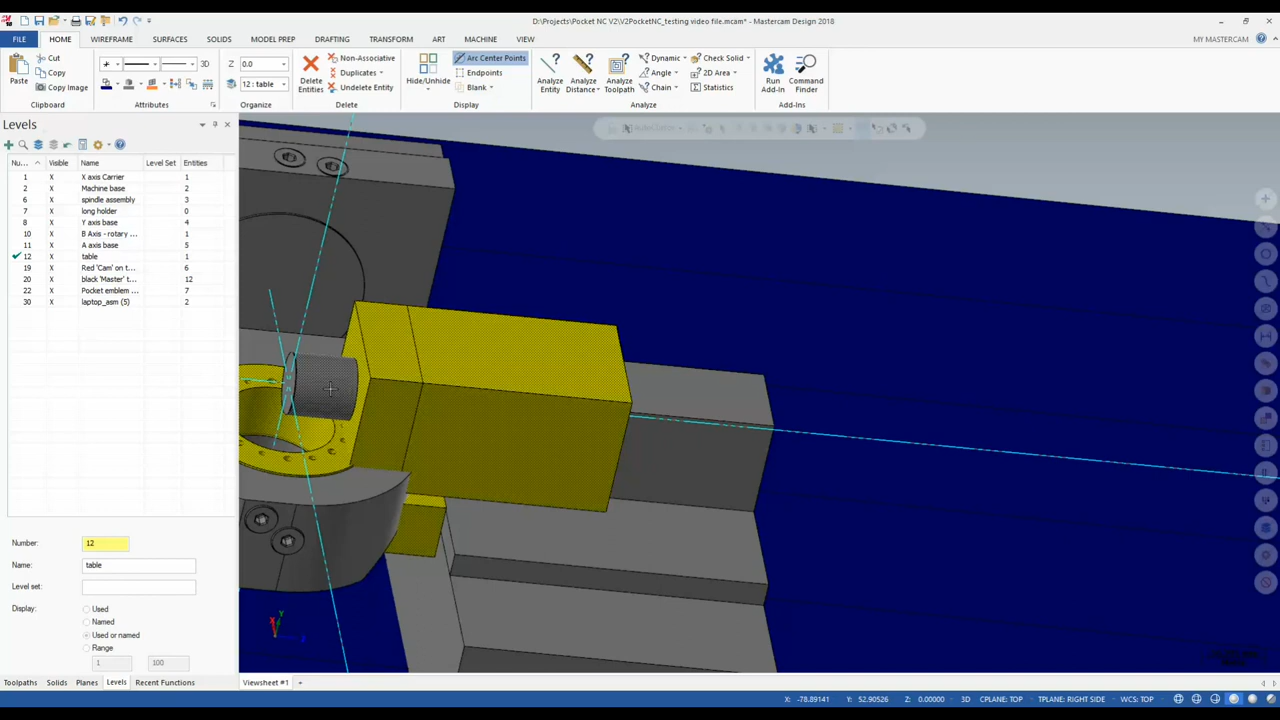 D:\Projects\Pocket NC V2\V2PocketNC_testing video file.mcam* - Mastercam Design 2018
FILE HOME WIREFRAME SURFACES SOLIDS MODEL PREP DRAFTING TRANSFORM ART MACHINE VIEW MY MASTERCAM
Paste Cut Copy Copy Image
Clipboard
3D
Attributes
Z 0.0
12 : table
Organize
Delete Entities Non-Associative Duplicates Undelete Entity
Delete
Hide/Unhide Arc Center Points Endpoints Blank
Display
Analyze Entity Analyze Distance Analyze Toolpath Dynamic Angle Chain Check Solid 2D Area Statistics
Analyze
Run Add-In Command Finder
Add-Ins
Levels
Nu... Visible Name Level Set Entities
1 X X axis Carrier 1
2 X Machine base 2
6 X spindle assembly 3
7 X long holder 0
8 X Y axis base 4
10 X B Axis - rotary ... 1
11 X A axis base 5
12 X table 1
19 X Red 'Cam' on t... 6
20 X black 'Master' t... 12
22 X Pocket emblem ... 7
30 X laptop_asm (5) 2
Number: 12
Name: table
Level set:
Display: Used
Named
Used or named
Range
1 100
Toolpaths Solids Planes Levels Recent Functions
Viewsheet #1 +
X Y
X: -78.89141 Y: 52.90526 Z: 0.00000 3D CPLANE: TOP TPLANE: RIGHT SIDE WCS: TOP